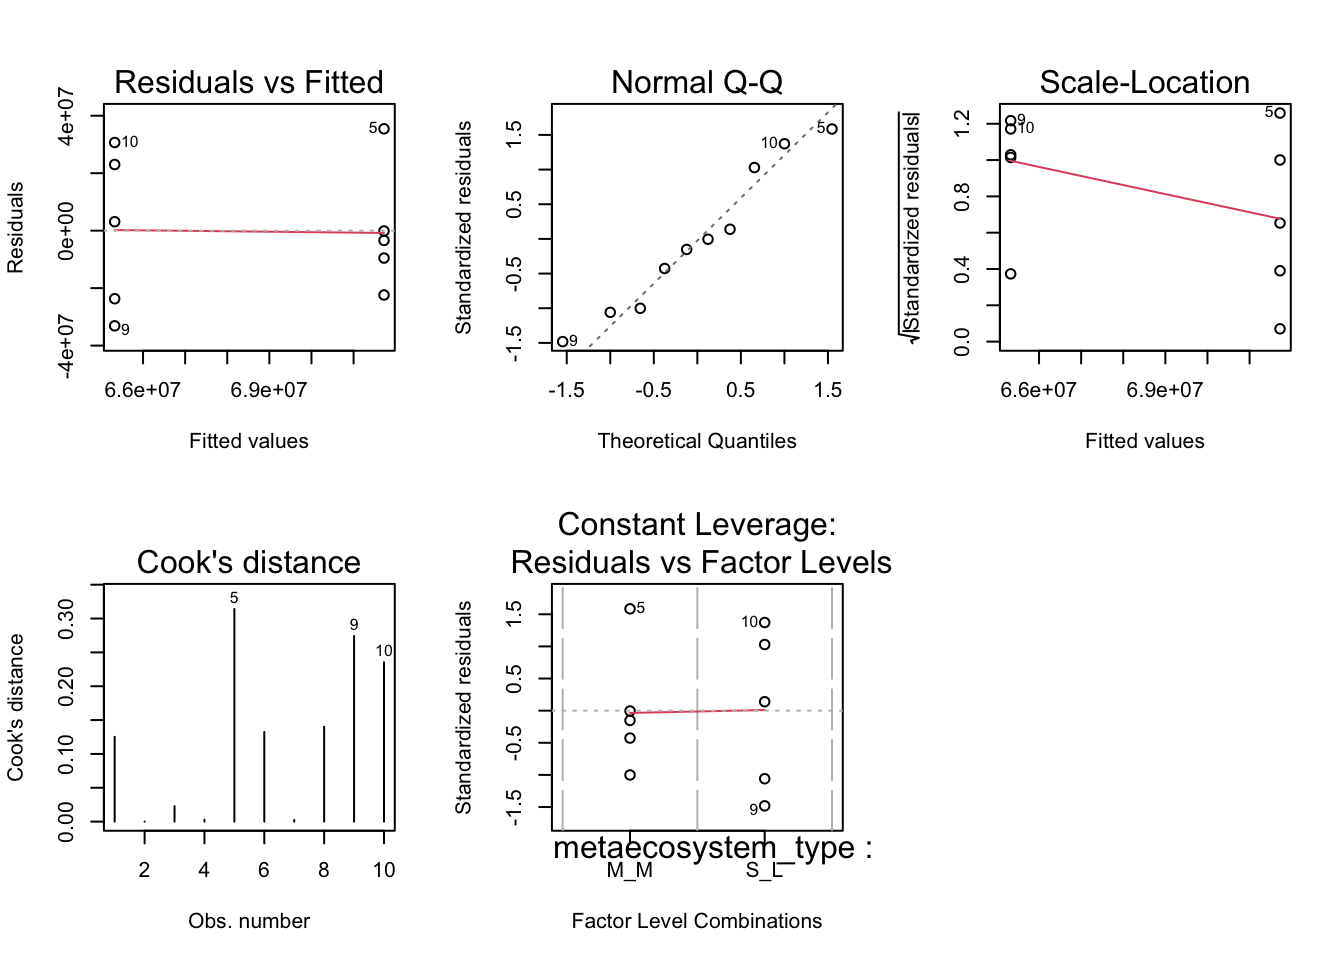 Residuals vs Fitted
Residuals
4e+07
0e+00
-4e+07
10
5
9
6.6e+07 6.9e+07
Fitted values
Normal Q-Q
Standardized residuals
1.5
0.5
-0.5
-1.5
10
5
9
-1.5 -0.5 0.5 1.5
Theoretical Quantiles
Scale-Location
√|Standardized residuals|
1.2
0.8
0.4
0.0
9
10
5
6.6e+07 6.9e+07
Fitted values
Cook's distance
Cook's distance
0.30
0.20
0.10
0.00
5
9
10
2 4 6 8 10
Obs. number
Constant Leverage:
Residuals vs Factor Levels
Standardized residuals
1.5
0.5
-0.5
-1.5
5
10
9
metaecosystem_type :
M_M S_L
Factor Level Combinations